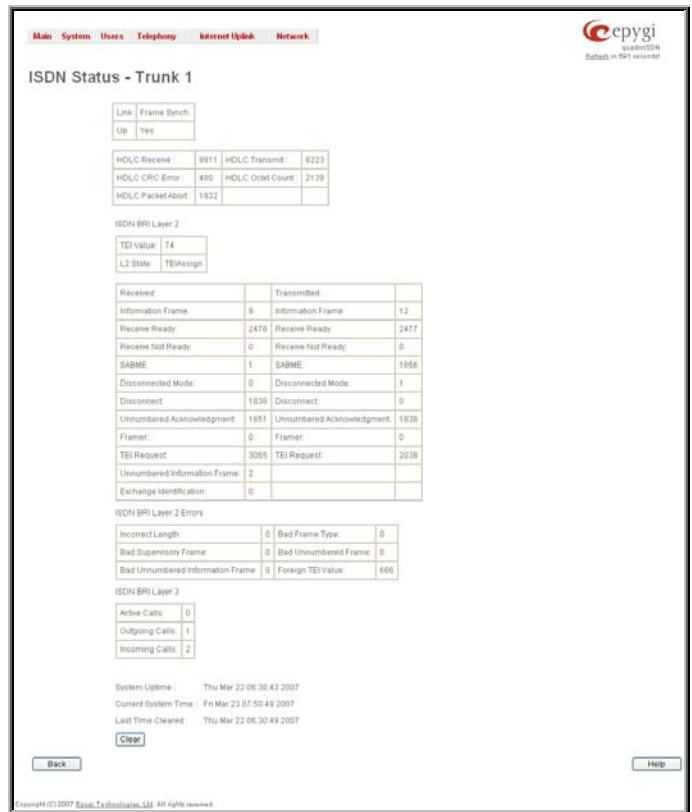 Main System Users Telephony Internet Uplink Network
epygi
quadroISDN
Refresh in 591 seconds!
ISDN Status - Trunk 1
Link Frame Synch.
Up Yes
HDLC Receive : 9911 HDLC Transmit : 8223
HDLC CRC Error : 480 HDLC Octet Count : 2139
HDLC Packet Abort : 1932
ISDN BRI Layer 2
TEI Value: 74
L2 State: TEIAssign
Received: Transmitted:
Information Frame: 9 Information Frame: 12
Receive Ready: Receive Ready: 2477
Receive Not Ready: 0 Receive Not Ready: 0
SABME: 1 SABME: 1856
Disconnected Mode: 0 Disconnected Mode: 1
Disconnect: 1838 Disconnect: 0
Unnumbered Acknowledgment: 1851 Unnumbered Acknowledgment: 1838
Framer: 0 Framer: 0
TEI Request: 3065 TEI Request: 2038
Unnumbered Information Frame: 2
Exchange Identification: 0
ISDN BRI Layer 2 Errors
Incorrect Length: 0 Bad Frame Type: 0
Bad Supervisory Frame: 0 Bad Unnumbered Frame: 0
Bad Unnumbered Information Frame: 0 Foreign TEI Value: 666
ISDN BRI Layer 3
Active Calls: 0
Outgoing Calls: 1
Incoming Calls: 2
System Uptime : Thu Mar 22 06:38:43 2007
Current System Time : Fri Mar 23 07:50:49 2007
Last Time Cleared : Thu Mar 22 06:30:49 2007
Clear
Back Help
Copyright (C) 2007 Epygi Technologies, Ltd. All rights reserved.